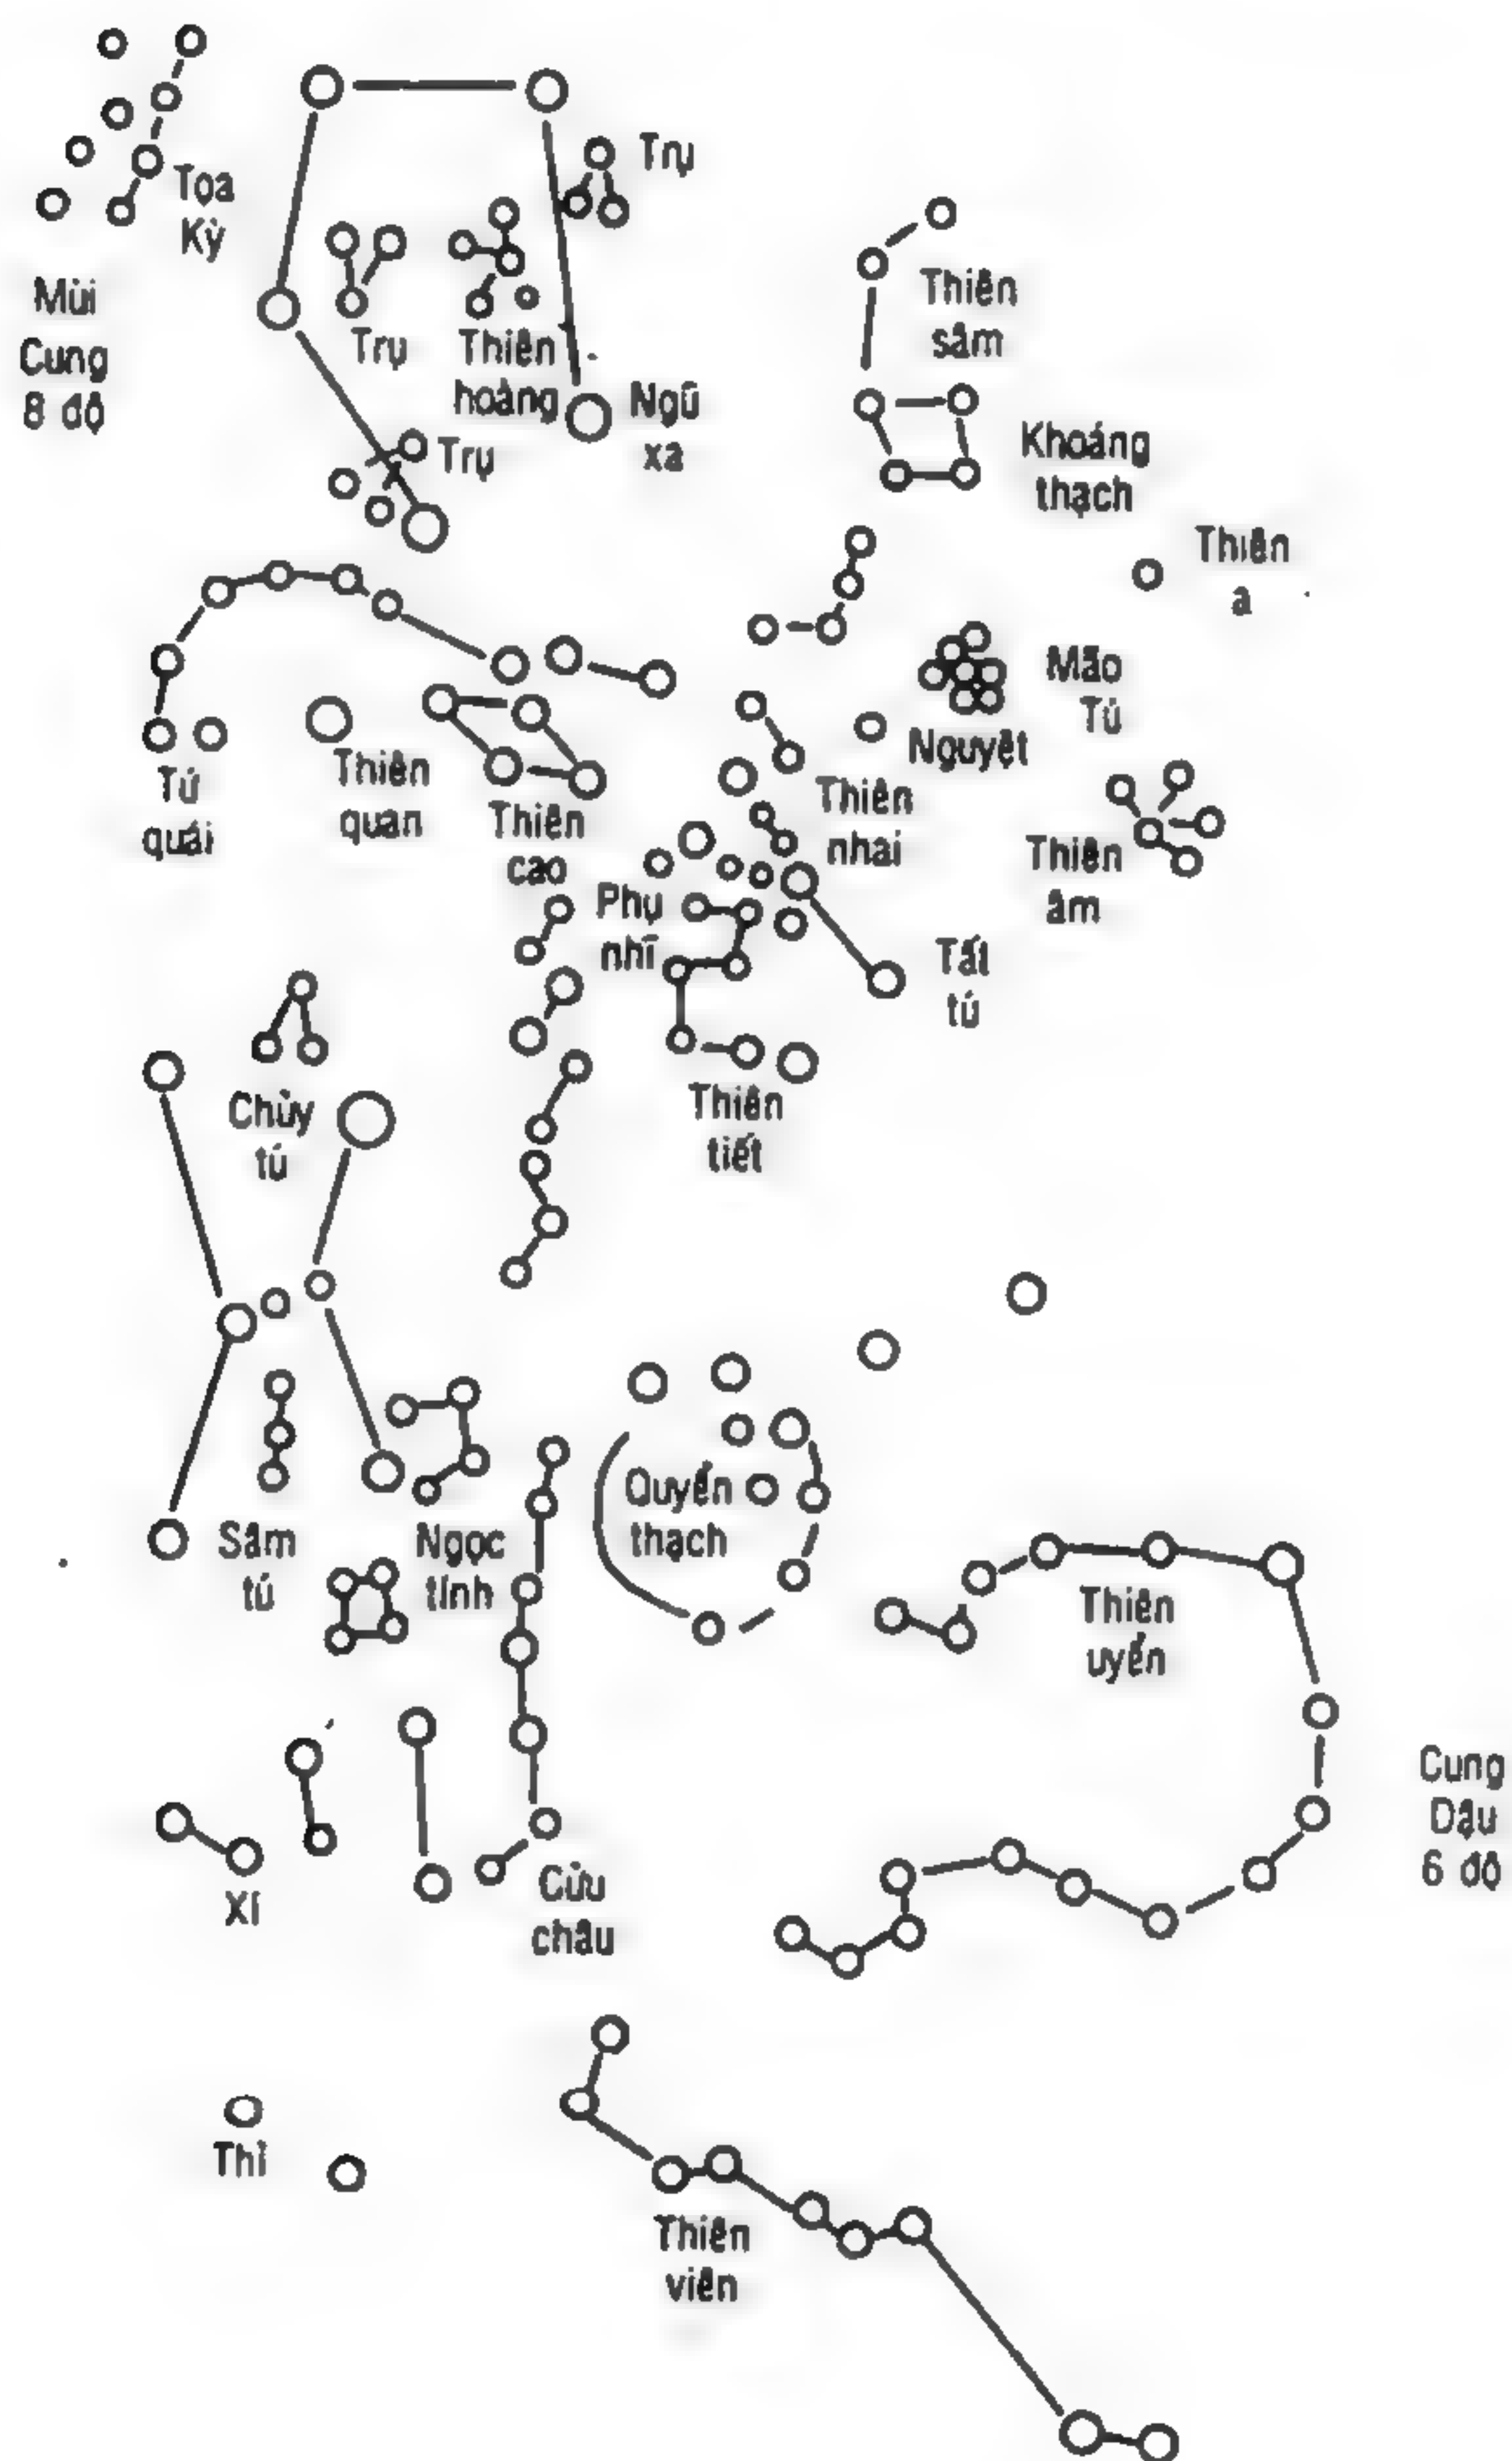 Trụ
Tọa
Kỳ
Mùi
Cung
8 độ
Thiên
sâm
Trụ
Thiên
hoàng
Ngũ
xa
Trụ
Khoáng
thạch
Thiên
a
Mão
Tú
Nguyệt
Tứ
quái
Thiên
quan
Thiên
cao
Thiên
nhai
Thiên
âm
Phụ
nhĩ
Tất
tú
Chủy
tú
Thiên
tiết
Quyển
thạch
Sâm
tú
Ngọc
tỉnh
Thiên
uyển
Cung
Dậu
6 độ
Xí
Cửu
châu
Thỉ
Thiên
viên